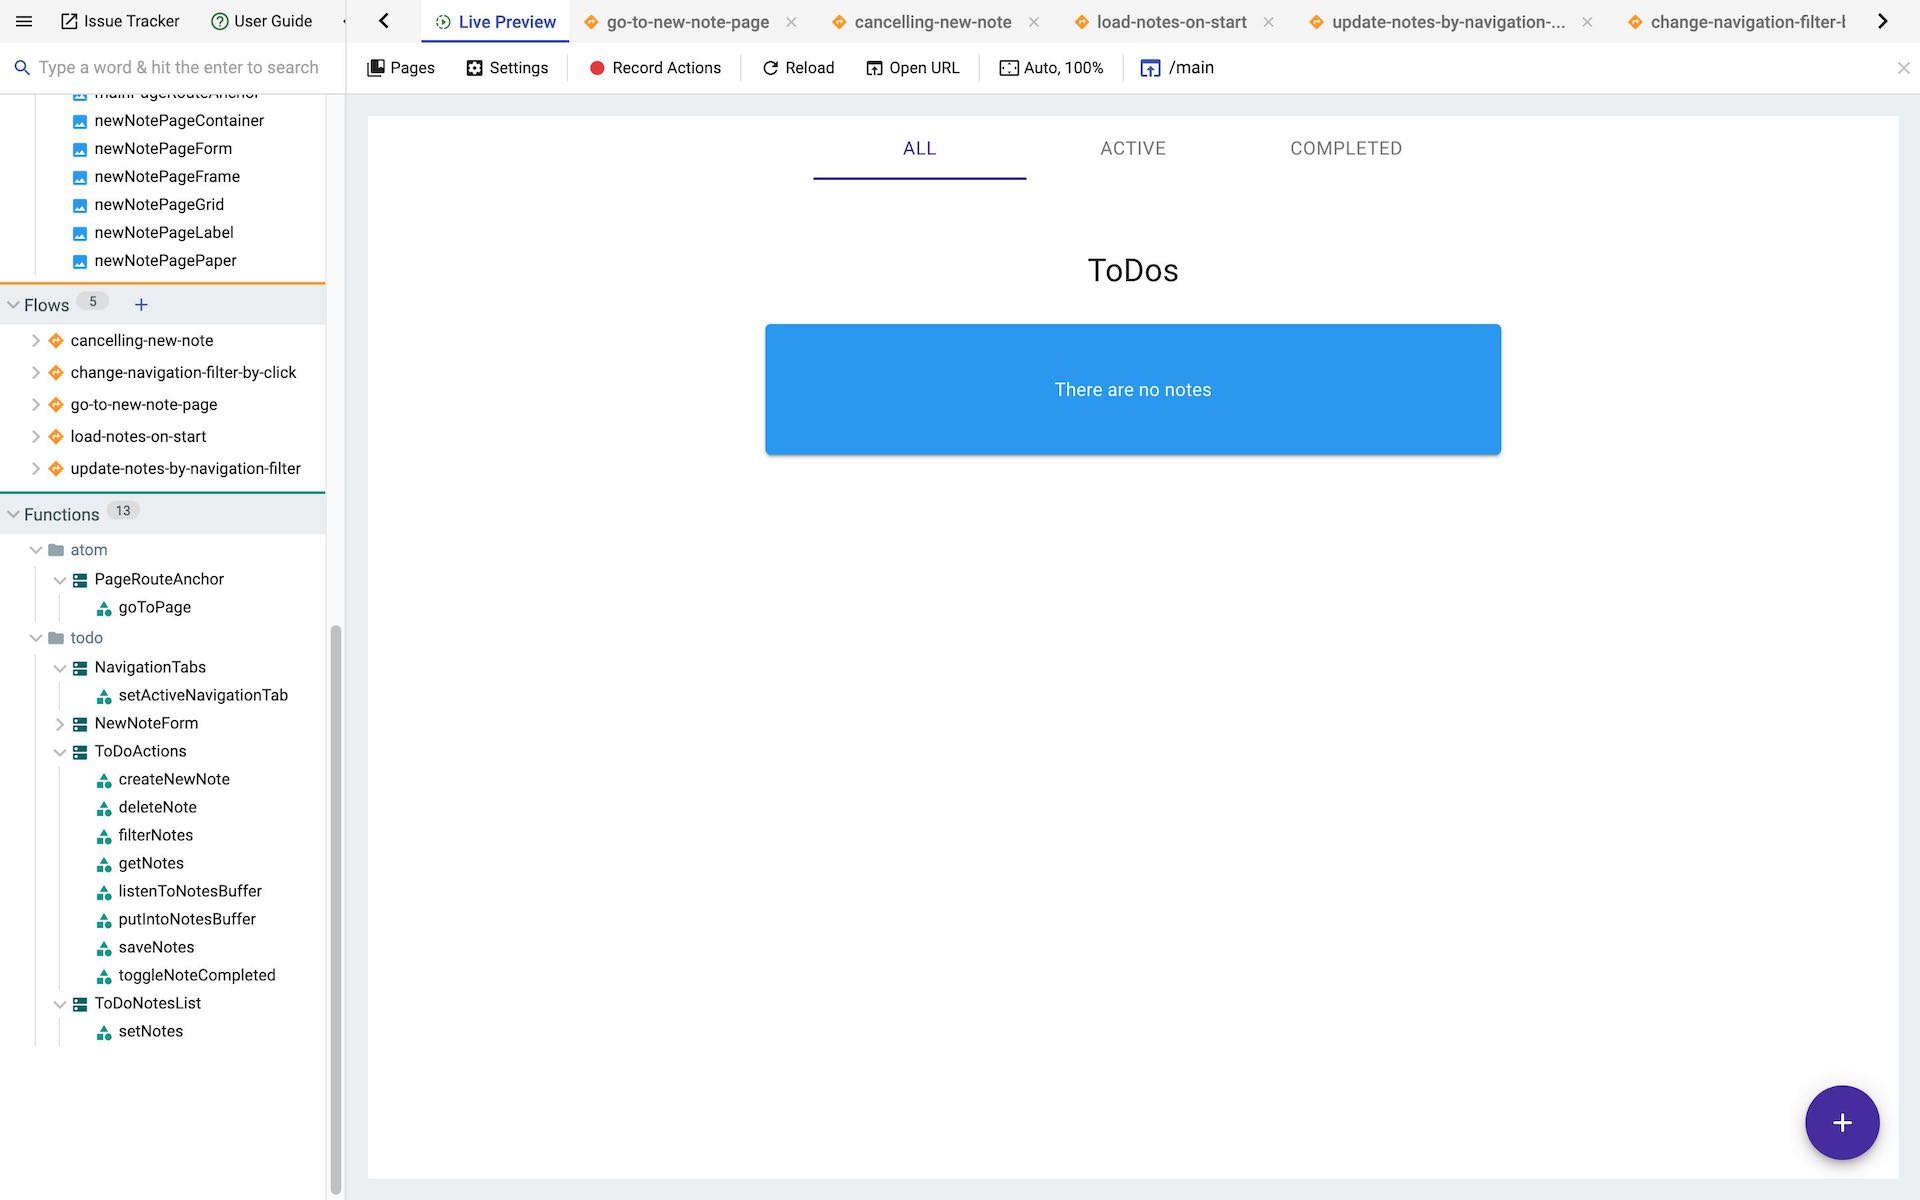 Issue Tracker
User Guide
Live Preview
go-to-new-note-page
cancelling-new-note
load-notes-on-start
update-notes-by-navigation-...
change-navigation-filter-b
Type a word & hit the enter to search
Pages
Settings
Record Actions
Reload
Open URL
Auto, 100%
/main
mainPageRouteAnchor
newNotePageContainer
newNotePageForm
newNotePageFrame
newNotePageGrid
newNotePageLabel
newNotePagePaper
Flows 5 +
cancelling-new-note
change-navigation-filter-by-click
go-to-new-note-page
load-notes-on-start
update-notes-by-navigation-filter
Functions 13
atom
PageRouteAnchor
goToPage
todo
NavigationTabs
setActiveNavigationTab
NewNoteForm
ToDoActions
createNewNote
deleteNote
filterNotes
getNotes
listenToNotesBuffer
putIntoNotesBuffer
saveNotes
toggleNoteCompleted
ToDoNotesList
setNotes
ALL
ACTIVE
COMPLETED
ToDos
There are no notes
+